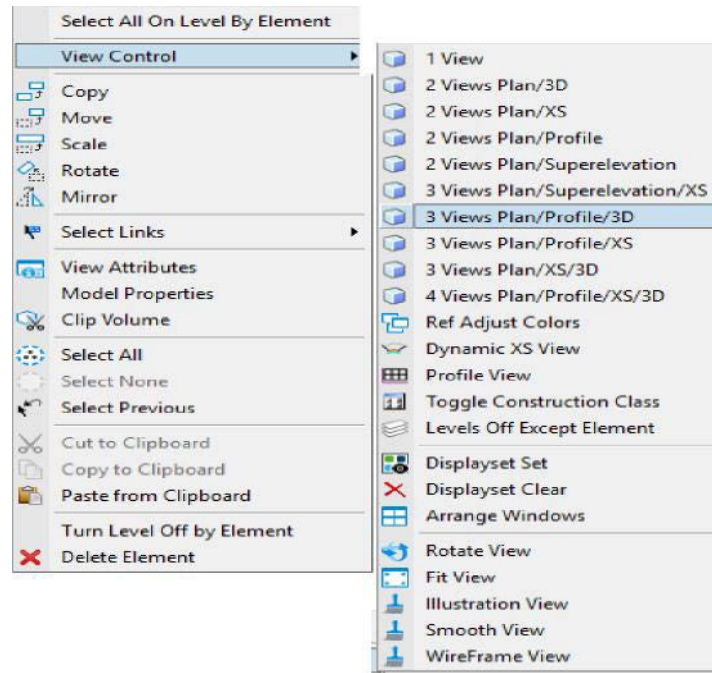 Select All On Level By Element
View Control
Copy
Move
Scale
Rotate
Mirror
Select Links
View Attributes
Model Properties
Clip Volume
Select All
Select None
Select Previous
Cut to Clipboard
Copy to Clipboard
Paste from Clipboard
Turn Level Off by Element
Delete Element
1 View
2 Views Plan/3D
2 Views Plan/XS
2 Views Plan/Profile
2 Views Plan/Superelevation
3 Views Plan/Superelevation/XS
3 Views Plan/Profile/3D
3 Views Plan/Profile/XS
3 Views Plan/XS/3D
4 Views Plan/Profile/XS/3D
Ref Adjust Colors
Dynamic XS View
Profile View
Toggle Construction Class
Levels Off Except Element
Displayset Set
Displayset Clear
Arrange Windows
Rotate View
Fit View
Illustration View
Smooth View
WireFrame View